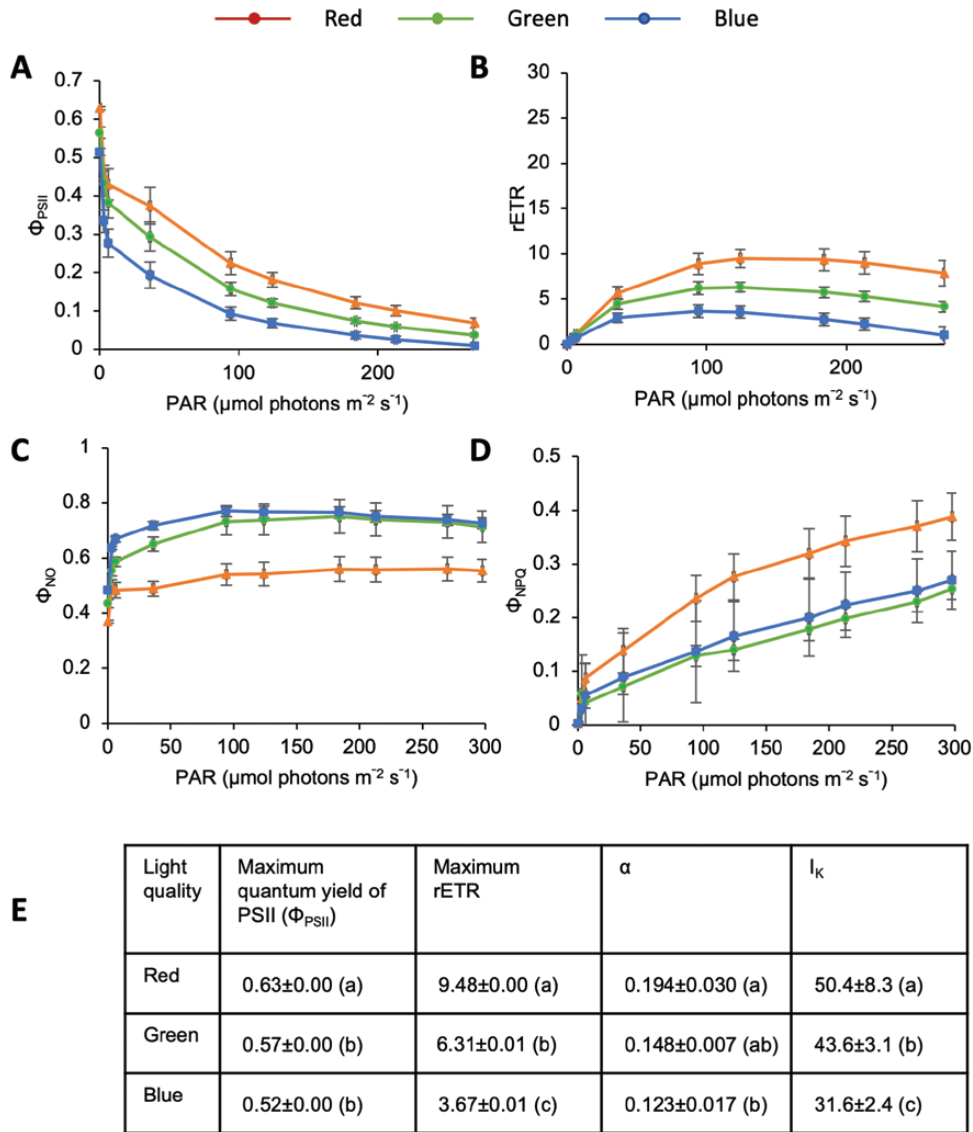 Red Green Blue
A
0.7
0.6
0.5
0.4
0.3
0.2
0.1
0
Φ_PSII
0 100 200
PAR (µmol photons m⁻² s⁻¹)
B
30
25
20
15
10
5
0
rETR
0 100 200
PAR (µmol photons m⁻² s⁻¹)
C
1
0.8
0.6
0.4
0.2
0
Φ_NO
0 50 100 150 200 250 300
PAR (µmol photons m⁻² s⁻¹)
D
0.5
0.4
0.3
0.2
0.1
0
Φ_NPQ
0 50 100 150 200 250 300
PAR (µmol photons m⁻² s⁻¹)
E
Light quality
Maximum quantum yield of PSII (Φ_PSII)
Maximum rETR
α
I_K
Red 0.63±0.00 (a) 9.48±0.00 (a) 0.194±0.030 (a) 50.4±8.3 (a)
Green 0.57±0.00 (b) 6.31±0.01 (b) 0.148±0.007 (ab) 43.6±3.1 (b)
Blue 0.52±0.00 (b) 3.67±0.01 (c) 0.123±0.017 (b) 31.6±2.4 (c)